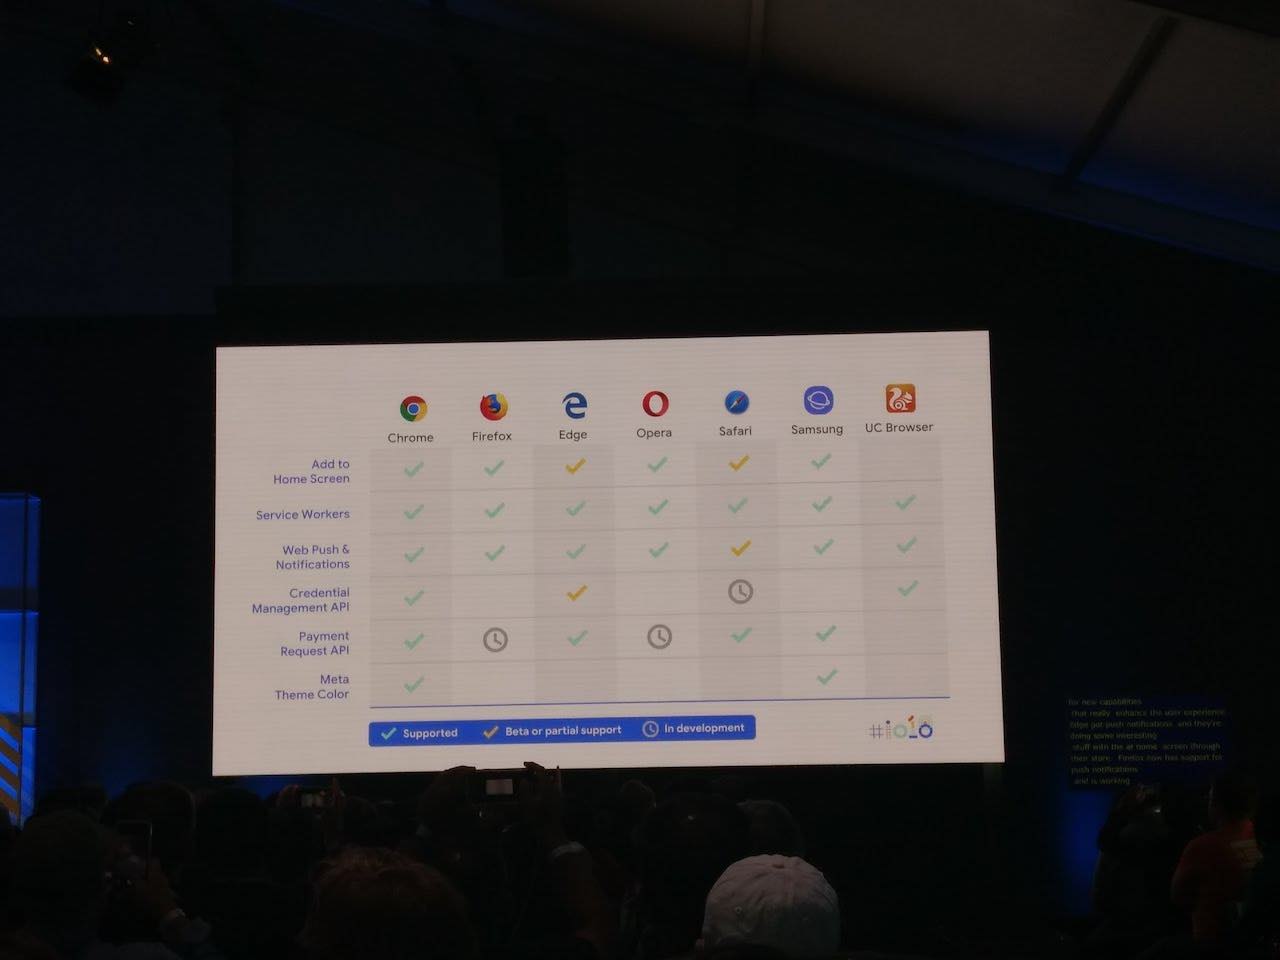 Chrome
Firefox
Edge
Opera
Safari
Samsung
UC Browser
Add to
Home Screen
Service Workers
Web Push &
Notifications
Credential
Management API
Payment
Request API
Meta
Theme Color
Supported
Beta or partial support
In development
#io18
for new capabilities
that really enhance the user experience.
Edge got push notifications and they're
doing some interesting
stuff with the at home screen through
their store. Firefox now has support for
push notifications
and is working